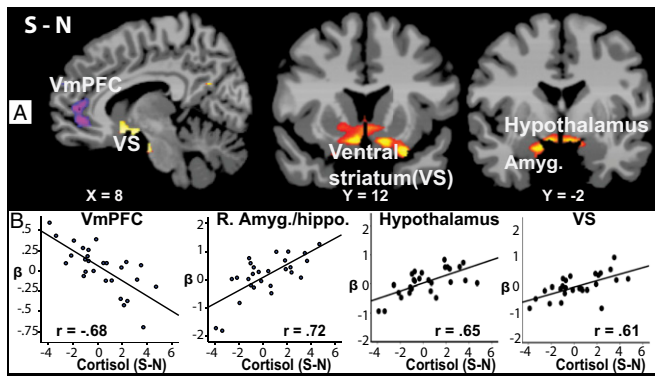 S - N
VmPFC
A
VS
X = 8
Ventral
striatum(VS)
Y = 12
Hypothalamus
Amyg.
Y = -2
B
VmPFC
.5
.25
β 0
-.25
.5
-.75
r = -.68
-4 -2 0 2 4 6
Cortisol (S-N)
R. Amyg./hippo.
2
1
β 0
-1
-2
r = .72
-4 -2 0 2 4 6
Cortisol (S-N)
Hypothalamus
2
1
β 0
-1
-2
r = .65
-4 -2 0 2 4 6
Cortisol (S-N)
VS
2
1
β 0
-1
-2
r = .61
-4 -2 0 2 4 6
Cortisol (S-N)